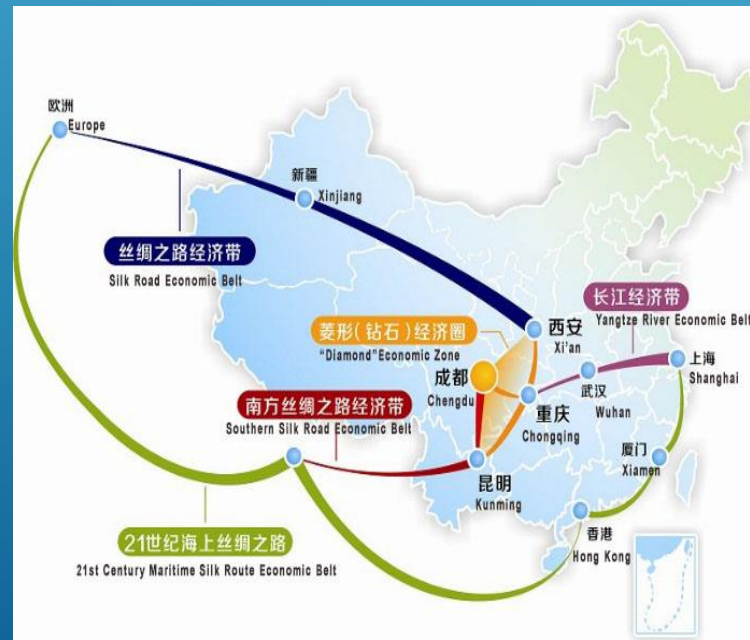 欧洲
Europe
新疆
Xinjiang
丝绸之路经济带
Silk Road Economic Belt
长江经济带
Yangtze River Economic Belt
菱形(钻石)经济圈
"Diamond"Economic Zone
西安
Xi'an
上海
Shanghai
成都
Chengdu
武汉
Wuhan
南方丝绸之路经济带
Southern Silk Road Economic Belt
重庆
Chongqing
厦门
Xiamen
昆明
Kunming
香港
Hong Kong
21世纪海上丝绸之路
21st Century Maritime Silk Route Economic Belt